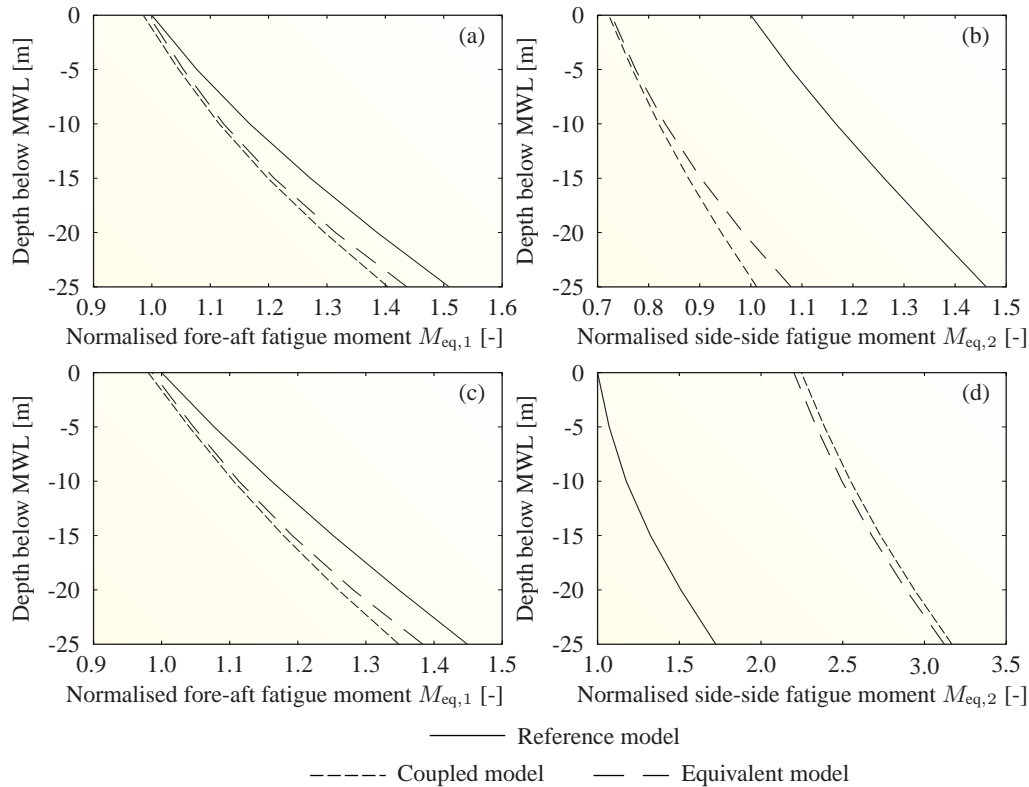 0
-5
-10
-15
-20
-25
Depth below MWL [m]
(a)
0.9 1.0 1.1 1.2 1.3 1.4 1.5 1.6
Normalised fore-aft fatigue moment M_eq,1 [-]
0
-5
-10
-15
-20
-25
Depth below MWL [m]
(b)
0.7 0.8 0.9 1.0 1.1 1.2 1.3 1.4 1.5
Normalised side-side fatigue moment M_eq,2 [-]
0
-5
-10
-15
-20
-25
Depth below MWL [m]
(c)
0.9 1.0 1.1 1.2 1.3 1.4 1.5
Normalised fore-aft fatigue moment M_eq,1 [-]
0
-5
-10
-15
-20
-25
Depth below MWL [m]
(d)
1.0 1.5 2.0 2.5 3.0 3.5
Normalised side-side fatigue moment M_eq,2 [-]
Reference model
Coupled model Equivalent model